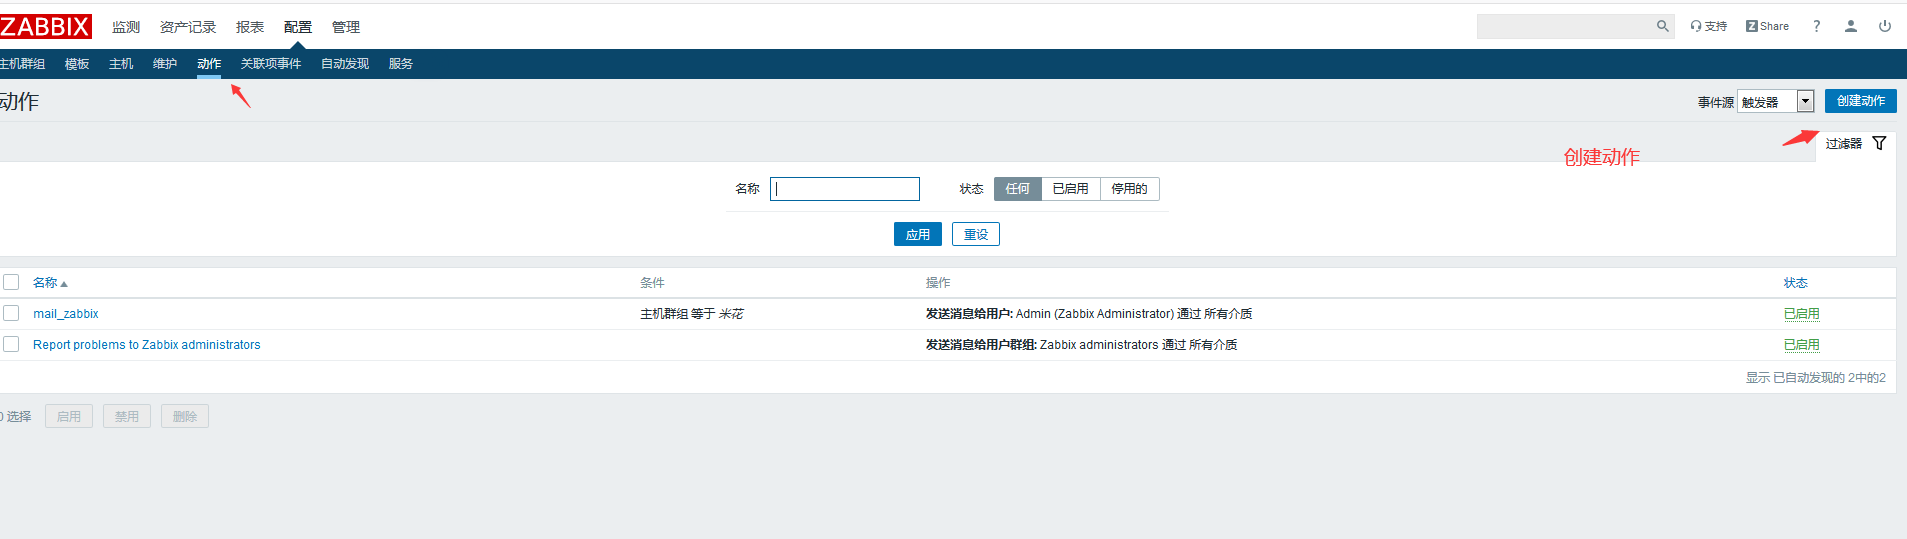 ZABBIX 监测 资产记录 报表 配置 管理 支持 Z Share ?
主机群组 模板 主机 维护 动作 关联项事件 自动发现 服务
动作 事件源 触发器 创建动作
过滤器
创建动作
名称 状态 任何 已启用 停用的
应用 重设
名称 条件 操作 状态
mail_zabbix 主机群组 等于 米花 发送消息给用户: Admin (Zabbix Administrator) 通过 所有介质 已启用
Report problems to Zabbix administrators 发送消息给用户群组: Zabbix administrators 通过 所有介质 已启用
显示 已自动发现的 2中的2
0 选择 启用 禁用 删除